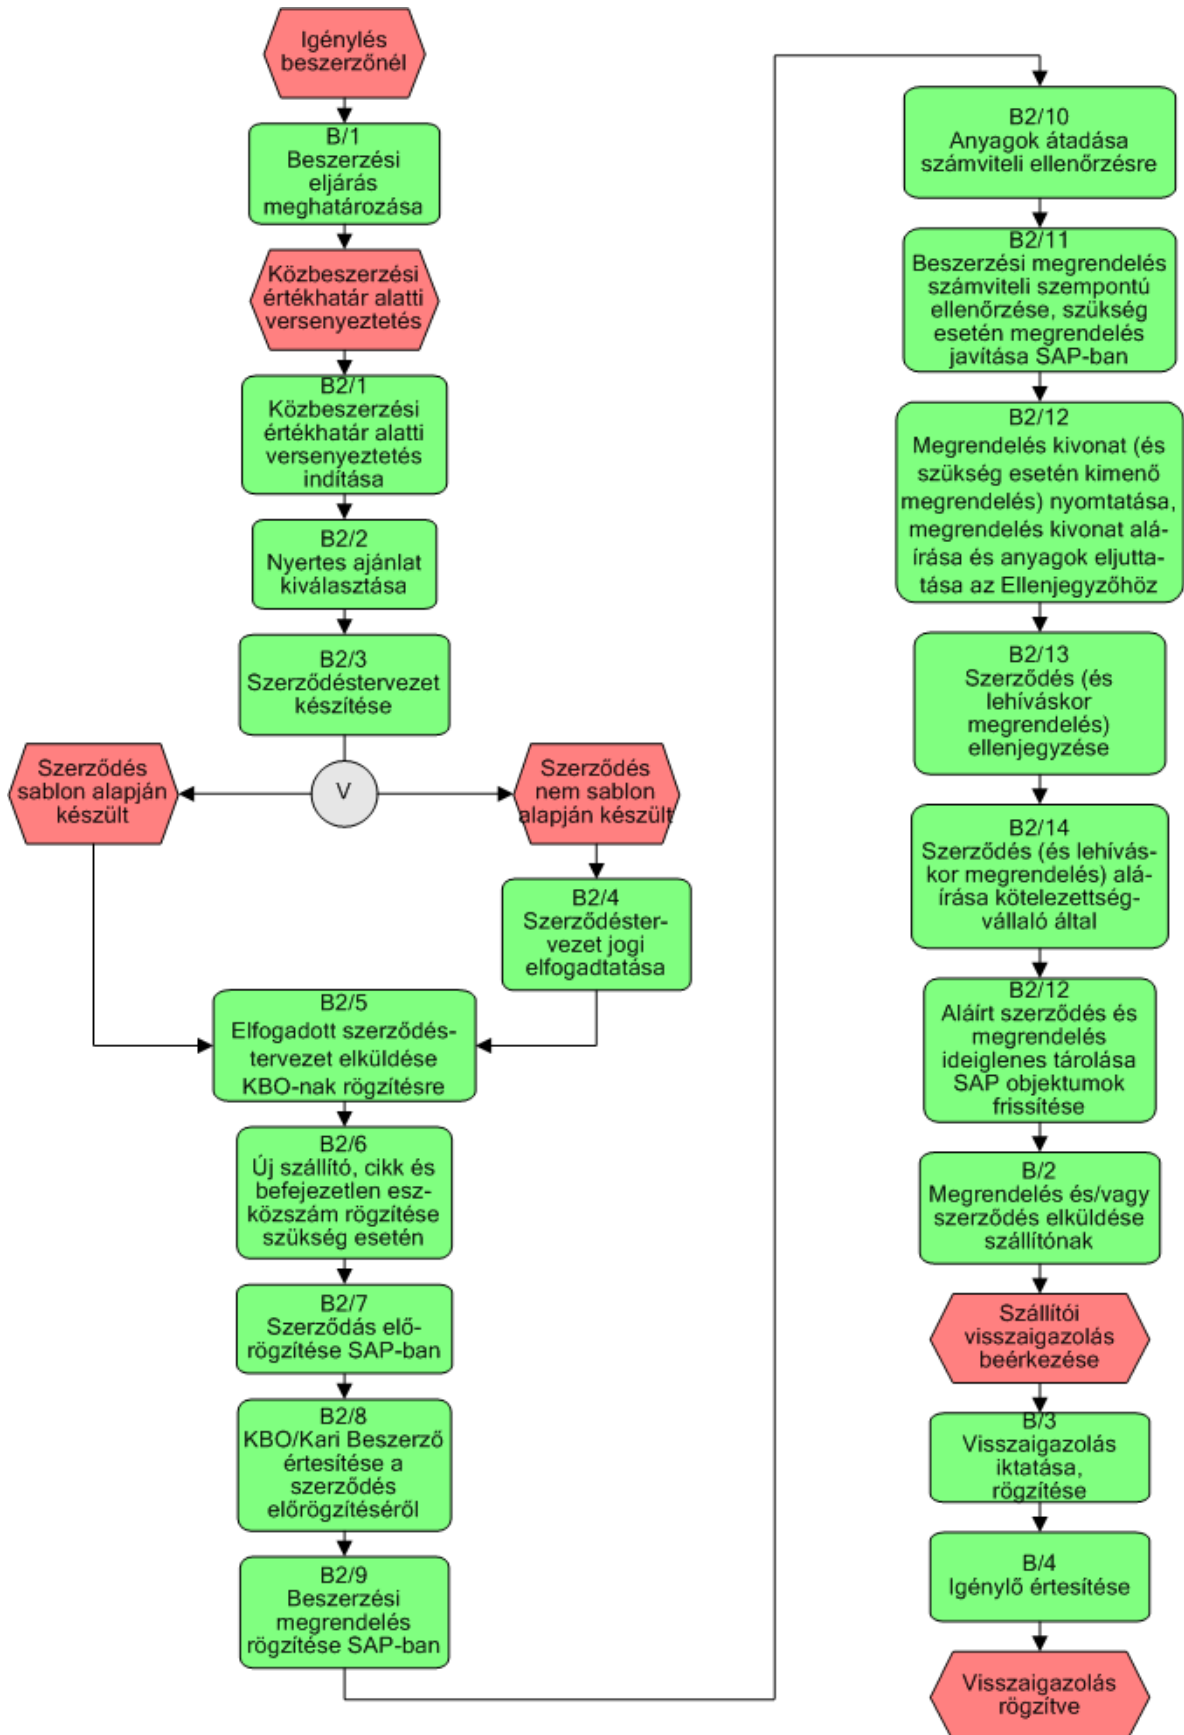 Igénylés
beszerzőnél
B/1
Beszerzési
eljárás
meghatározása
Közbeszerzési
értékhatár alatti
versenyeztetés
B2/1
Közbeszerzési
értékhatár alatti
versenyeztetés
indítása
B2/2
Nyertes ajánlat
kiválasztása
B2/3
Szerződéstervezet
készítése
Szerződés
sablon alapján
készült
V
Szerződés
nem sablon
alapján készült
B2/4
Szerződéster-
vezet jogi
elfogadtatása
B2/5
Elfogadott szerződés-
tervezet elküldése
KBO-nak rögzítésre
B2/6
Új szállító, cikk és
befejezetlen esz-
közszám rögzítése
szükség esetén
B2/7
Szerződás elő-
rögzítése SAP-ban
B2/8
KBO/Kari Beszerző
értesítése a
szerződés
előrögzítéséről
B2/9
Beszerzési
megrendelés
rögzítése SAP-ban
B2/10
Anyagok átadása
számviteli ellenőrzésre
B2/11
Beszerzési megrendelés
számviteli szempontú
ellenőrzése, szükség
esetén megrendelés
javítása SAP-ban
B2/12
Megrendelés kivonat (és
szükség esetén kimenő
megrendelés) nyomtatása,
megrendelés kivonat alá-
írása és anyagok eljutta-
tása az Ellenjegyzőhöz
B2/13
Szerződés (és
lehíváskor
megrendelés)
ellenjegyzése
B2/14
Szerződés (és lehívás-
kor megrendelés) alá-
írása kötelezettség-
vállaló által
B2/12
Aláírt szerződés és
megrendelés
ideiglenes tárolása
SAP objektumok
frissítése
B/2
Megrendelés és/vagy
szerződés elküldése
szállítónak
Szállítói
visszaigazolás
beérkezése
B/3
Visszaigazolás
iktatása,
rögzítése
B/4
Igénylő értesítése
Visszaigazolás
rögzítve